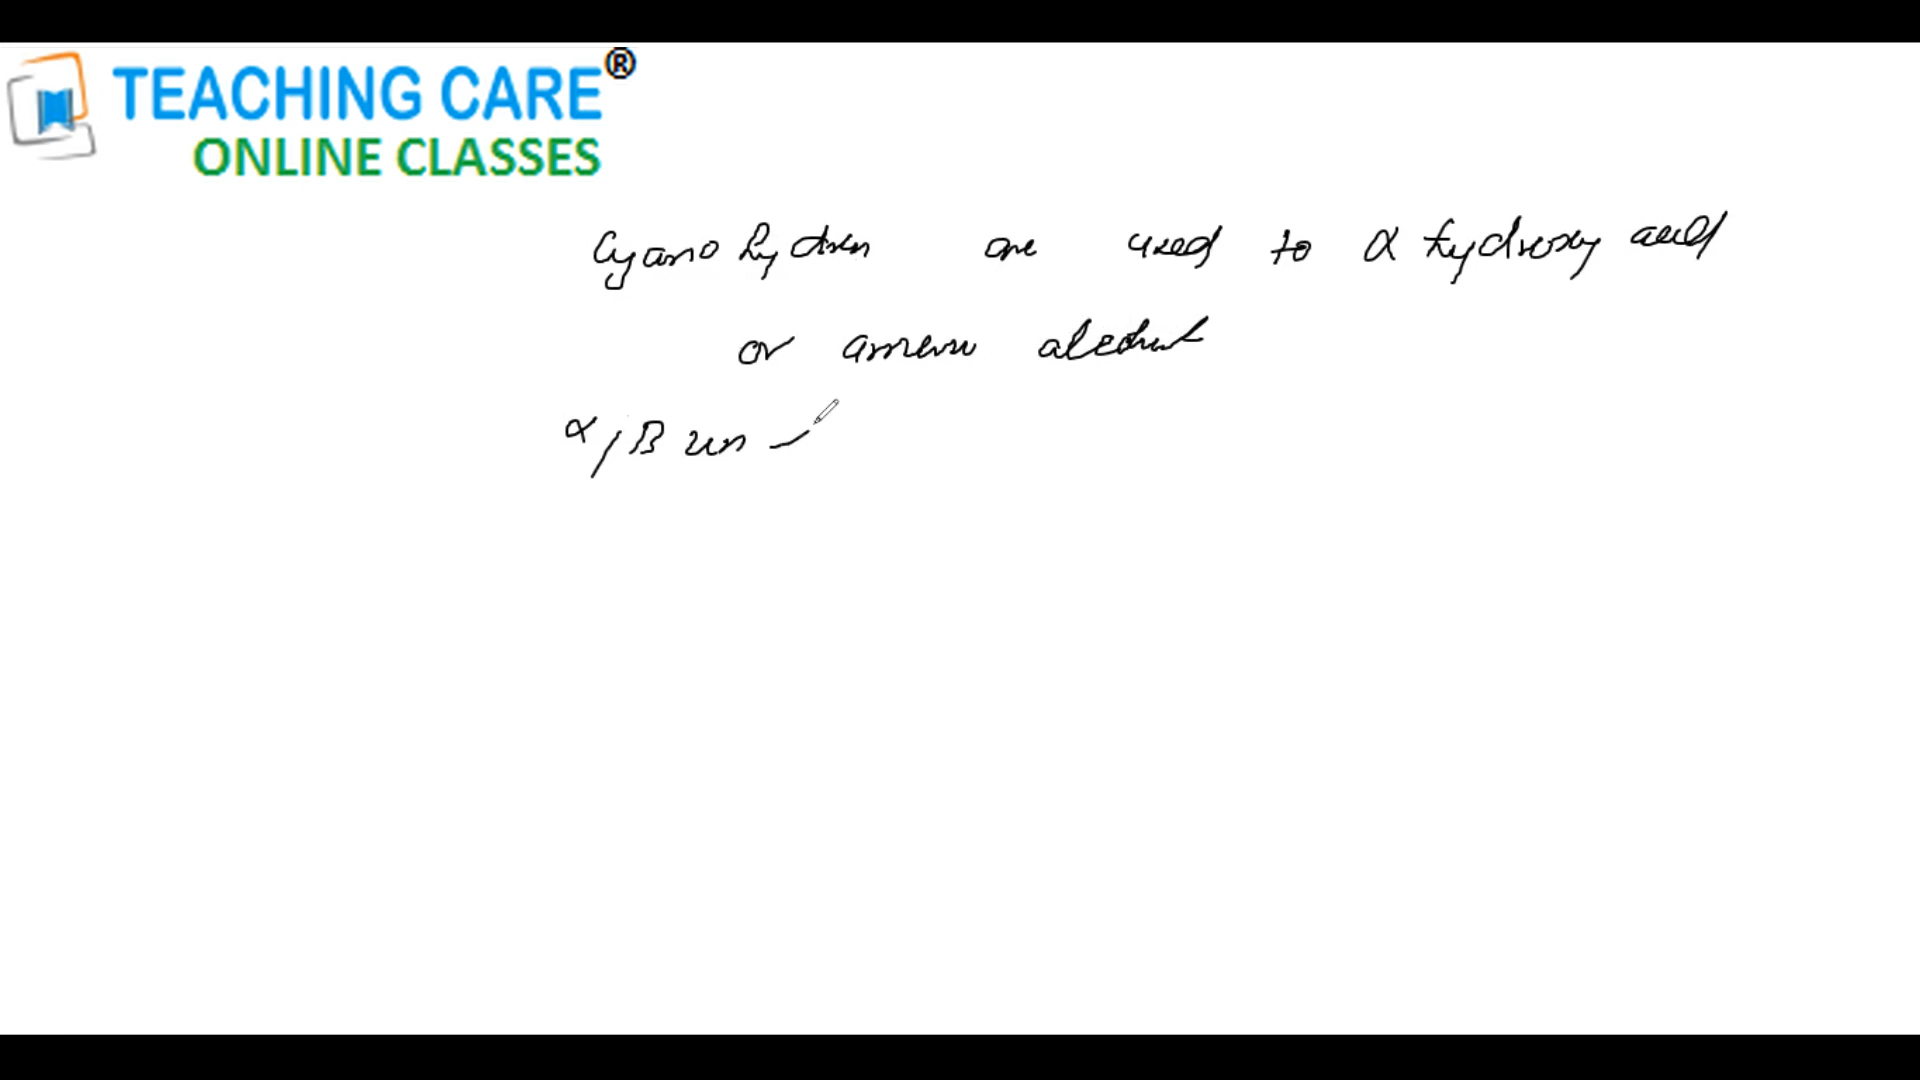 TEACHING CARE®
ONLINE CLASSES
Cyano hydrin are used to α hydroxy acid
or amino alcohol
α, β un